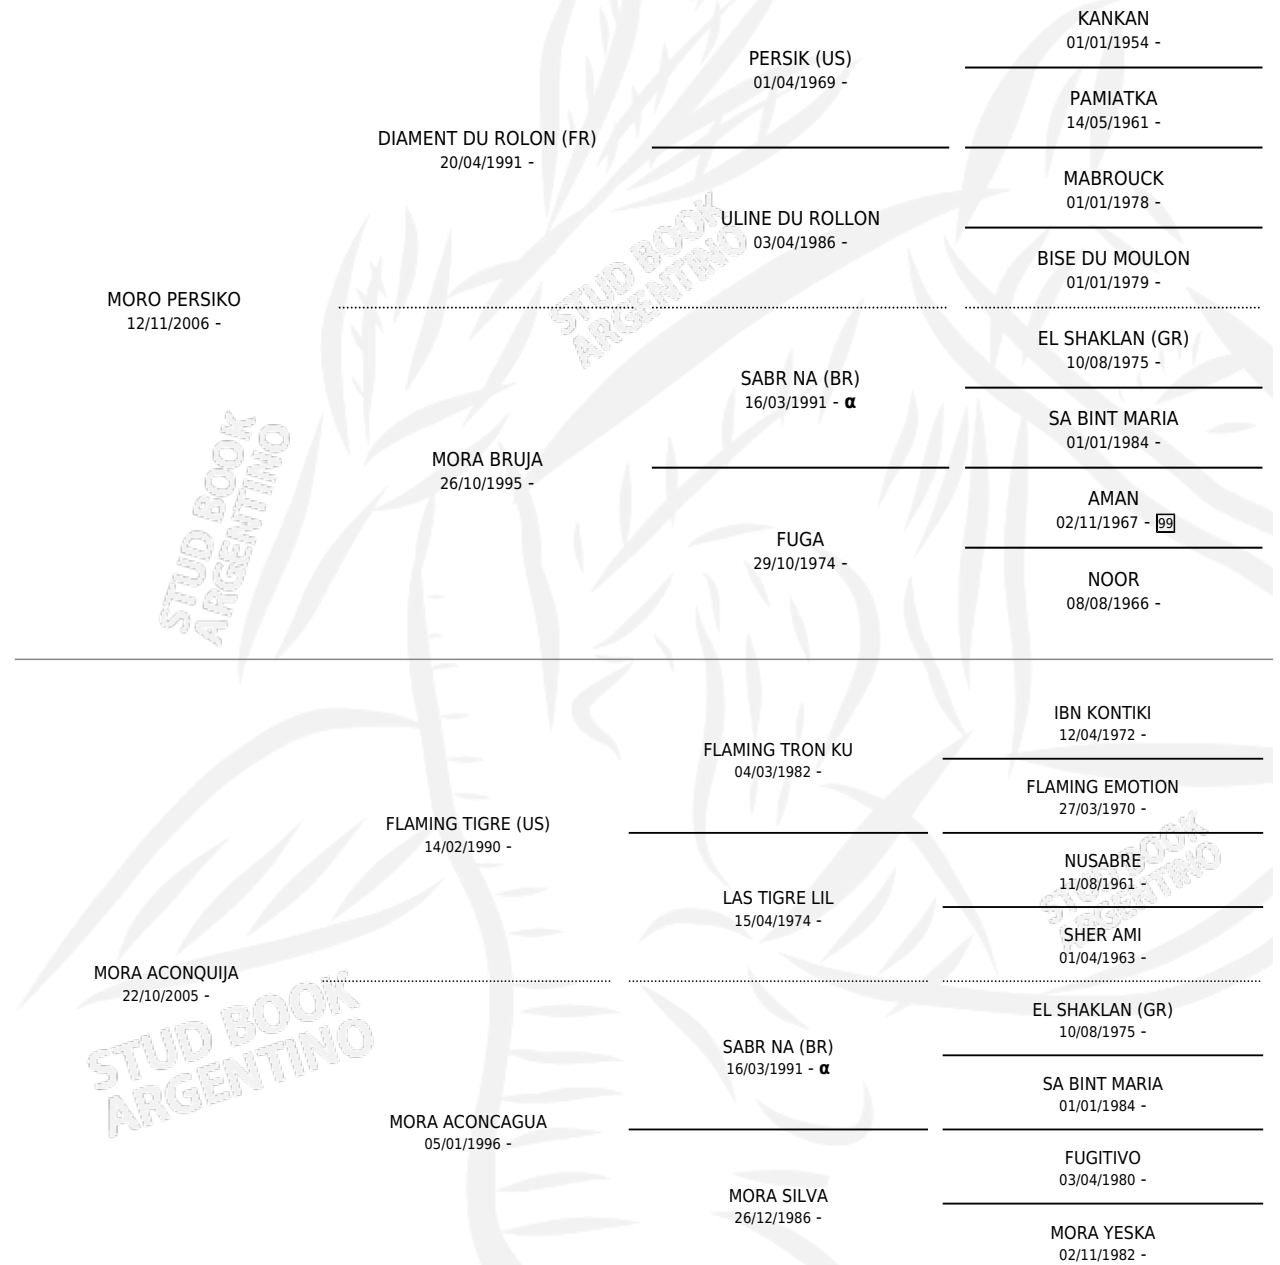 KANKAN
01/01/1954 -
PERSIK (US)
01/04/1969 -
PAMIATKA
14/05/1961 -
DIAMENT DU ROLON (FR)
20/04/1991 -
MABROUCK
01/01/1978 -
ULINE DU ROLLON
03/04/1986 -
BISE DU MOULON
01/01/1979 -
MORO PERSIKO
12/11/2006 -
EL SHAKLAN (GR)
10/08/1975 -
SABR NA (BR)
16/03/1991 - α
SA BINT MARIA
01/01/1984 -
MORA BRUJA
26/10/1995 -
AMAN
02/11/1967 - 99
FUGA
29/10/1974 -
NOOR
08/08/1966 -
STUD BOOK
ARGENTINO
STUD BOOK
ARGENTINO
IBN KONTIKI
12/04/1972 -
FLAMING TRON KU
04/03/1982 -
FLAMING EMOTION
27/03/1970 -
FLAMING TIGRE (US)
14/02/1990 -
NUSABRE
11/08/1961 -
LAS TIGRE LIL
15/04/1974 -
SHER AMI
01/04/1963 -
STUD BOOK
ARGENTINO
MORA ACONQUIJA
22/10/2005 -
EL SHAKLAN (GR)
10/08/1975 -
SABR NA (BR)
16/03/1991 - α
SA BINT MARIA
01/01/1984 -
MORA ACONCAGUA
05/01/1996 -
FUGITIVO
03/04/1980 -
MORA SILVA
26/12/1986 -
MORA YESKA
02/11/1982 -
STUD BOOK
ARGENTINO